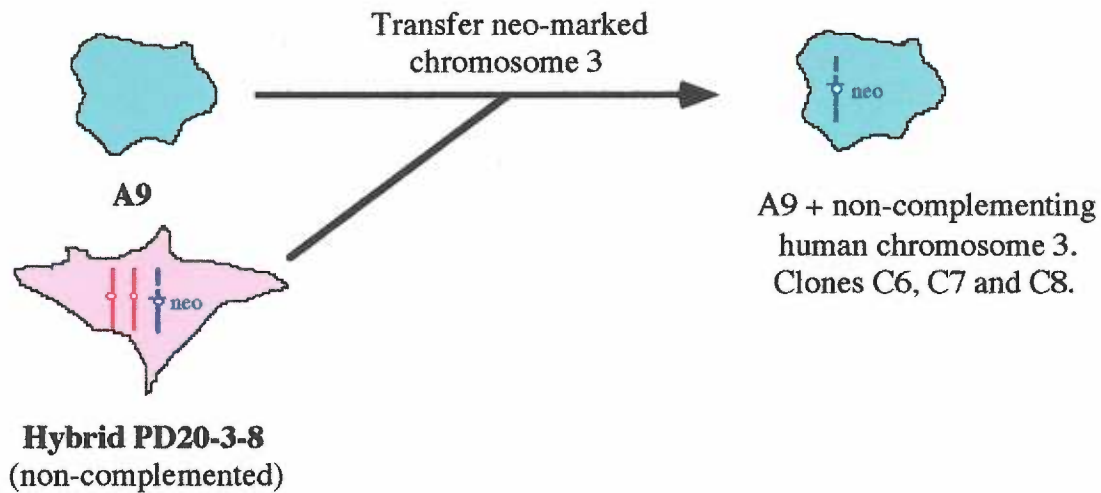 Transfer neo-marked
chromosome 3
neo
A9
A9 + non-complementing
human chromosome 3.
Clones C6, C7 and C8.
neo
Hybrid PD20-3-8
(non-complemented)